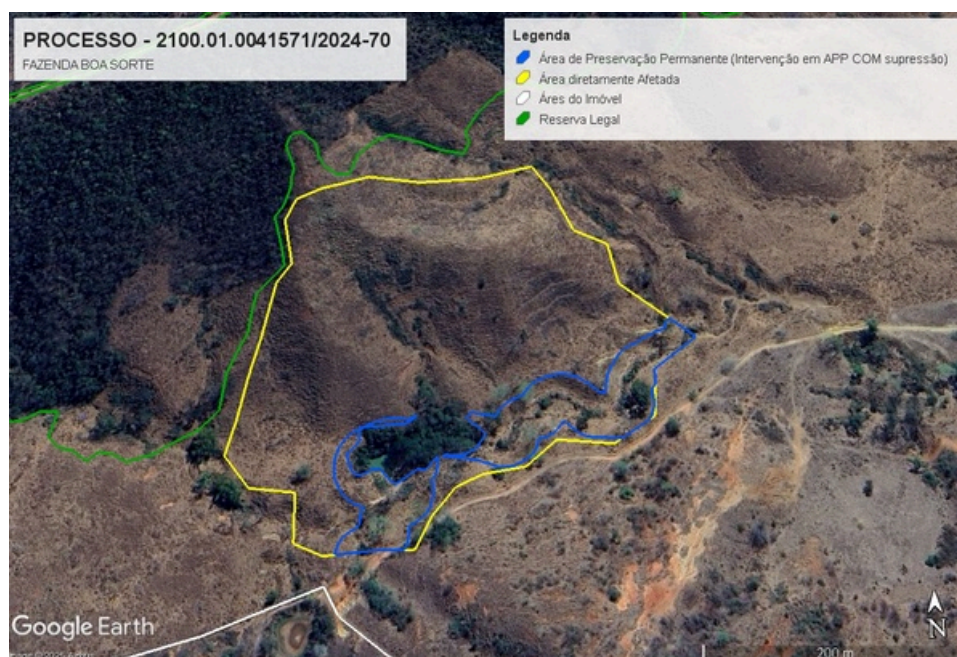 PROCESSO - 2100.01.0041571/2024-70
FAZENDA BOA SORTE
Legenda
Área de Preservação Permanente (Intervenção em APP COM supressão)
Área diretamente Afetada
Áres do Imóvel
Reserva Legal
Google Earth
N
200 m